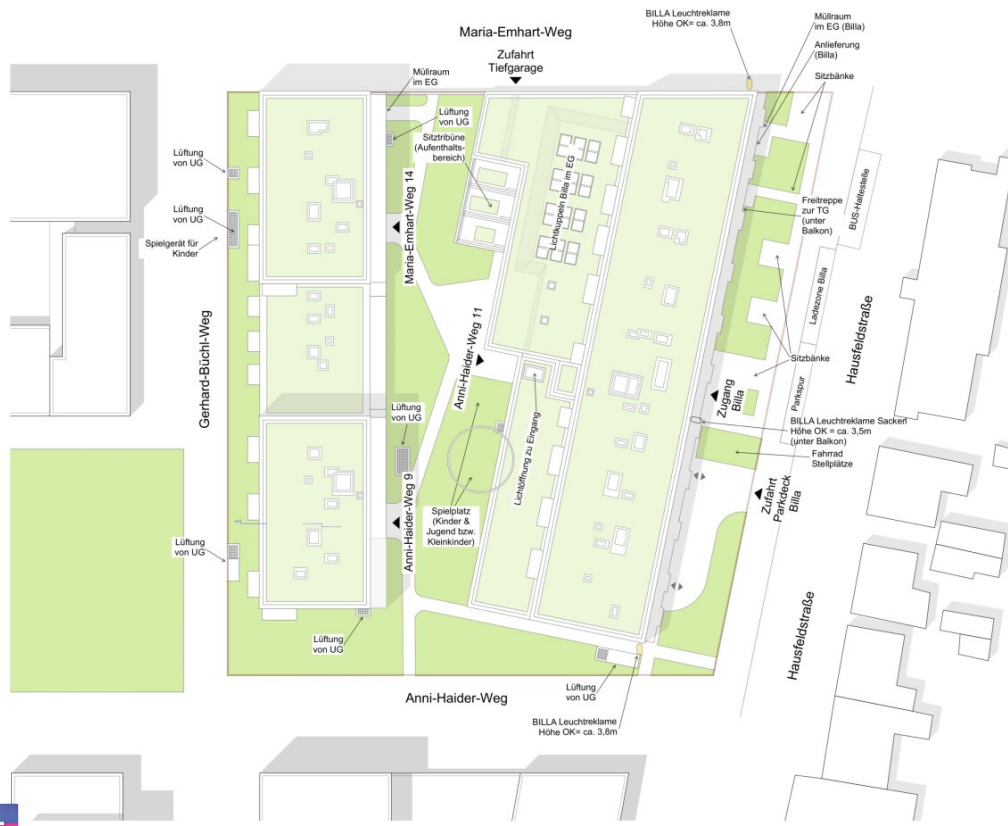 BILLA Leuchtreklame
Höhe OK= ca. 3,8m
Müllraum
im EG (Billa)
Maria-Emhart-Weg
Anlieferung
(Billa)
Zufahrt
Tiefgarage
Müllraum
im EG
Sitzbänke
Lüftung
von UG
Sitztribüne
(Aufenthalts-
bereich)
Lüftung
von UG
Lichtkuppeln Billa im EG
BUS-Haltestelle
Freitreppe
zur TG
(unter
Balkon)
Lüftung
von UG
Maria-Emhart-Weg 14
Spielgerät für
Kinder
Ladezone Billa
Hausfeldstraße
Gerhard-Büchl-Weg
Anni-Haider-Weg 11
Sitzbänke
Parkspur
Zugang
Billa
Lüftung
von UG
BILLA Leuchtreklame Sackerl
Höhe OK = ca. 3,5m
(unter Balkon)
Lichtöffnung zu Eingang
Fahrrad
Stellplätze
Zufahrt
Parkdeck
Billa
Anni-Haider-Weg 9
Spielplatz
(Kinder &
Jugend bzw.
Kleinkinder)
Lüftung
von UG
Lüftung
von UG
Hausfeldstraße
Lüftung
von UG
Anni-Haider-Weg
BILLA Leuchtreklame
Höhe OK= ca. 3,8m